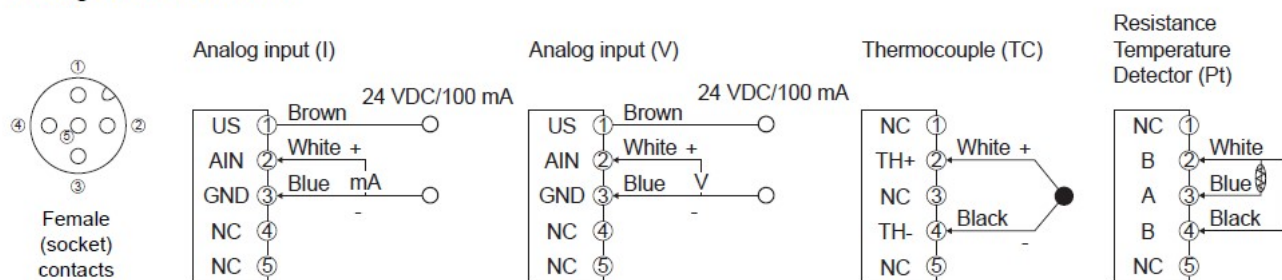 ①
④ ⑤ ②
③
Female
(socket)
contacts
Analog input (I)
24 VDC/100 mA
US ① Brown
AIN ② White +
GND ③ Blue mA
-
NC ④
NC ⑤
Analog input (V)
24 VDC/100 mA
US ① Brown
AIN ② White +
GND ③ Blue V
-
NC ④
NC ⑤
Thermocouple (TC)
NC ①
TH+ ② White +
NC ③
TH- ④ Black
-
NC ⑤
Resistance
Temperature
Detector (Pt)
NC ①
B ② White
A ③ Blue
B ④ Black
NC ⑤